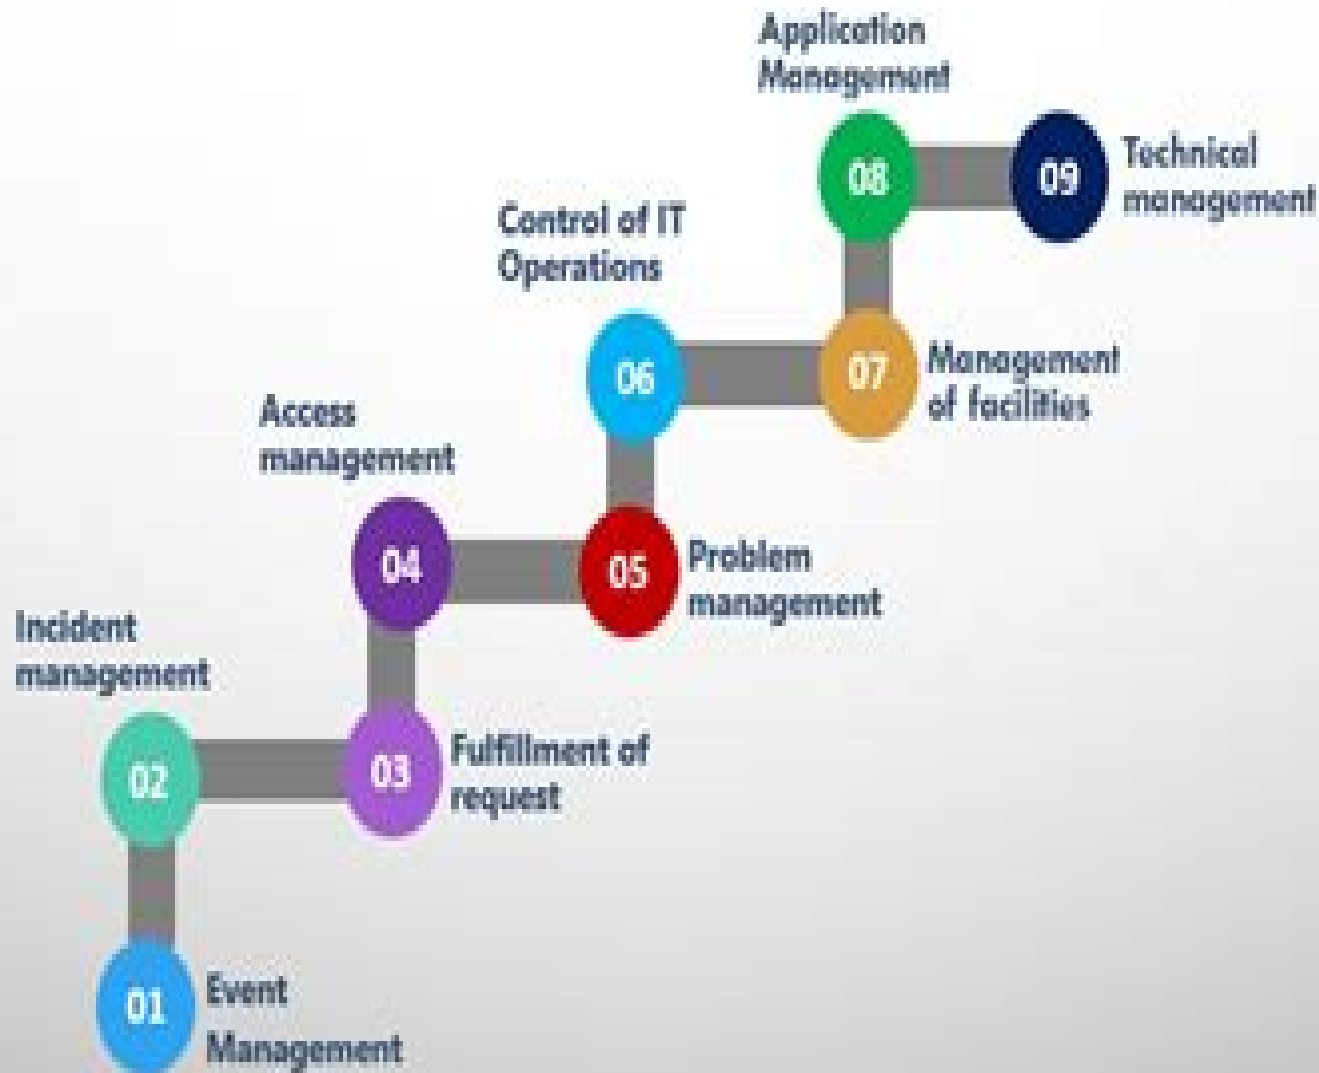 Application
Management
08
09
Technical
management
Control of IT
Operations
06
07
Management
of facilities
Access
management
04
05
Problem
management
Incident
management
02
03
Fulfillment of
request
01
Event
Management